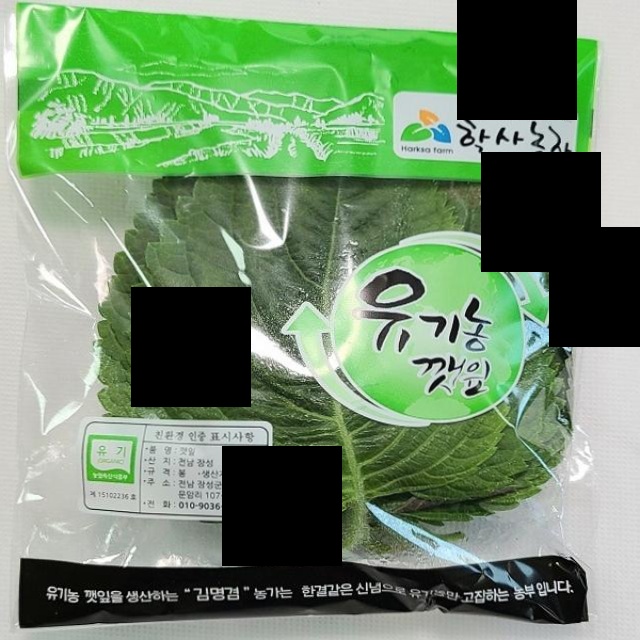 Harksa farm
학사농장
유기농
깻잎
친환경 인증 표시사항
유기
ORGANIC
농림축산식품부
제 15102236 호
품 명 : 깻잎
산 지 : 전남 장성
생산
주 소 : 전남 장성군
문암리 107
전 화 : 010-9036-
유기농 깻잎을 생산하는 " 김명겸 " 농가는 한결같은 신념으로 유기농만 고집하는 농부입니다.